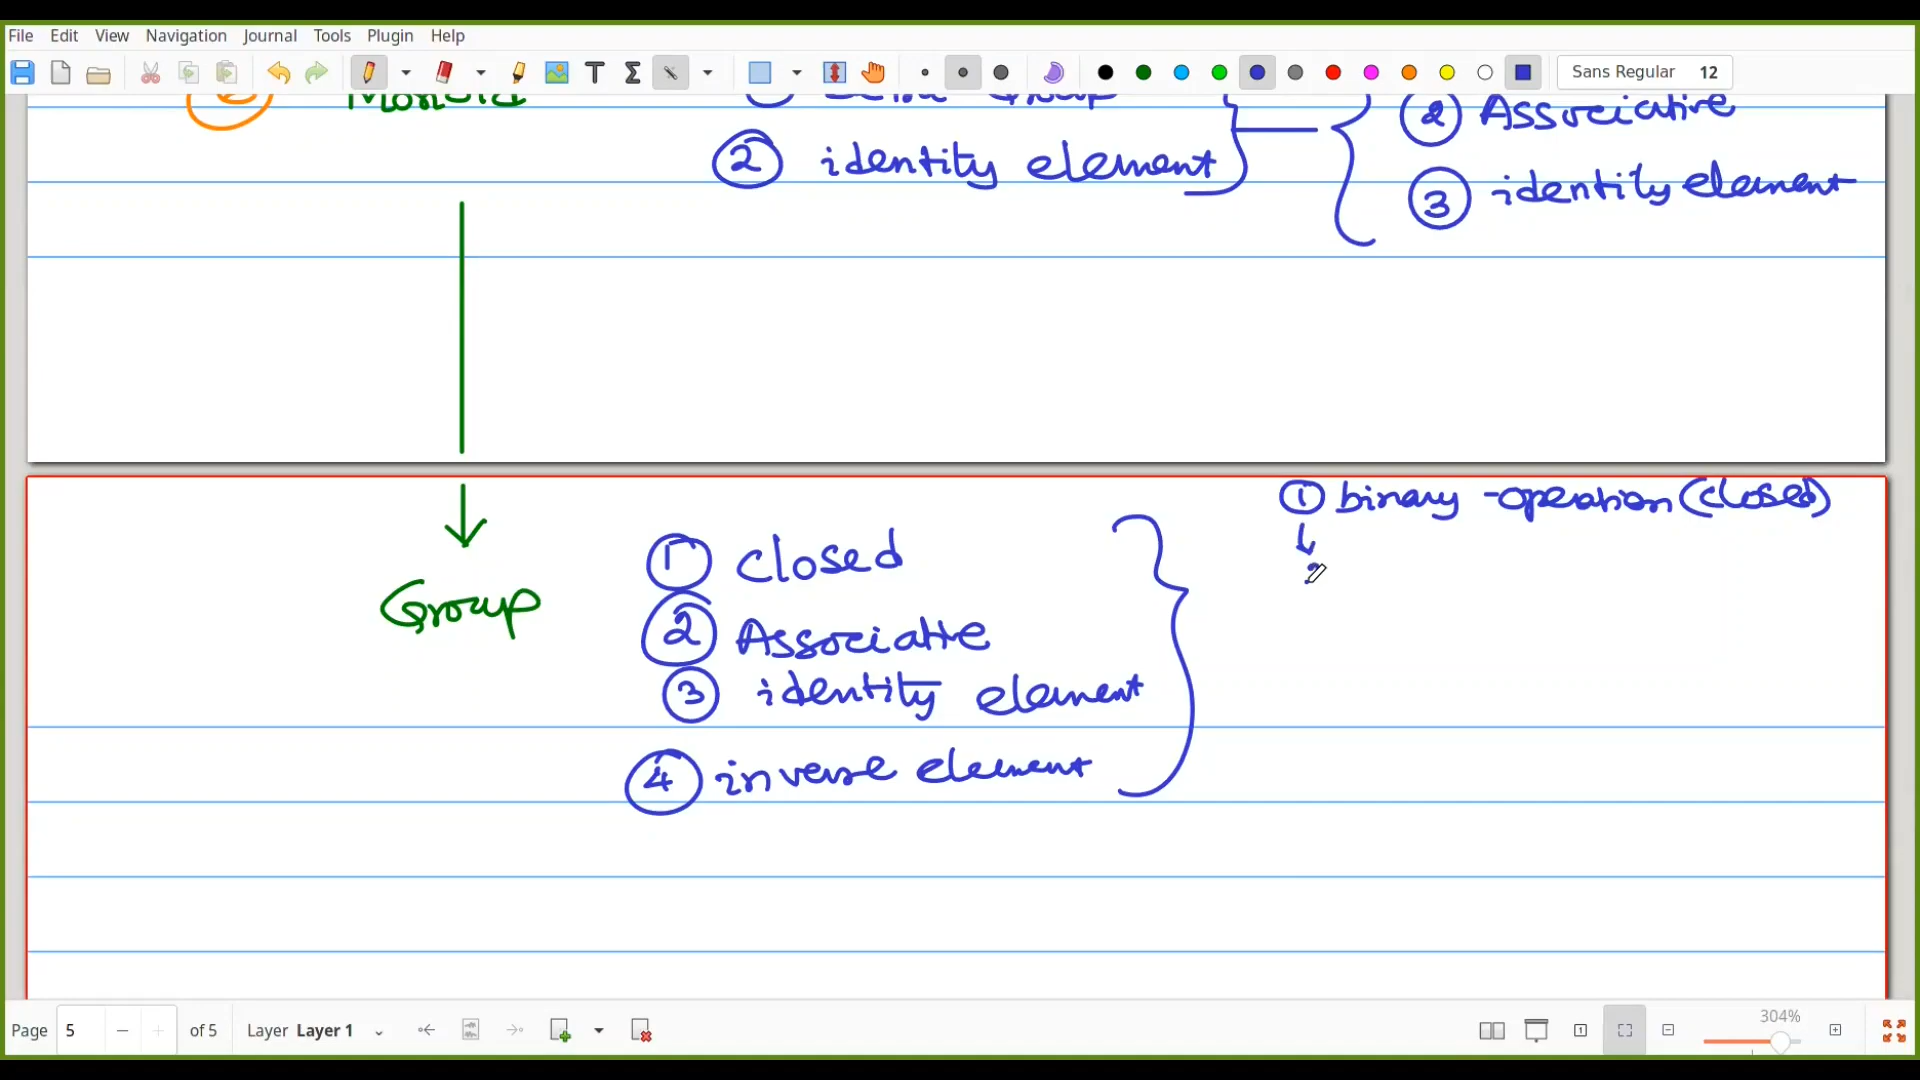 File Edit View Navigation Journal Tools Plugin Help
T Σ Sans Regular 12
Monoid
② Associative
② identity element
③ identity element
① binary -operation (closed)
① closed
Group
② Associatte
③ identity element
④ inverse element
Page 5 of 5 Layer Layer 1 304%